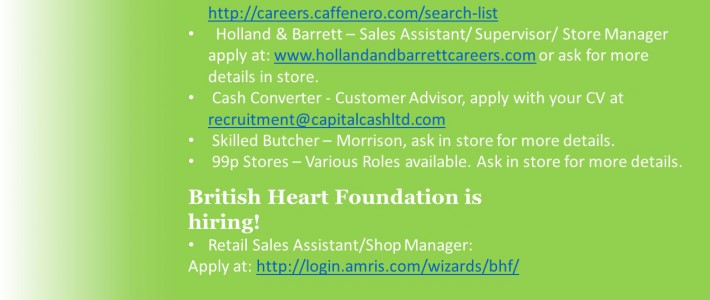 http://careers.caffenero.com/search-list
• Holland & Barrett – Sales Assistant/ Supervisor/ Store Manager
apply at: www.hollandandbarrettcareers.com or ask for more
details in store.
• Cash Converter - Customer Advisor, apply with your CV at
recruitment@capitalcashltd.com
• Skilled Butcher – Morrison, ask in store for more details.
• 99p Stores – Various Roles available. Ask in store for more details.
British Heart Foundation is
hiring!
• Retail Sales Assistant/Shop Manager:
Apply at: http://login.amris.com/wizards/bhf/